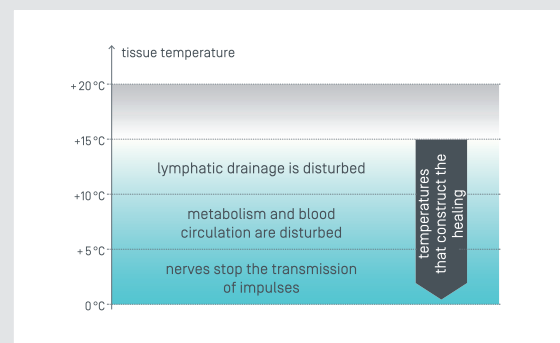 tissue temperature
+20°C
+15°C
lymphatic drainage is disturbed
+10°C
metabolism and blood
circulation are disturbed
+5°C
nerves stop the transmission
of impulses
0°C
temperatures
that construct the
healing